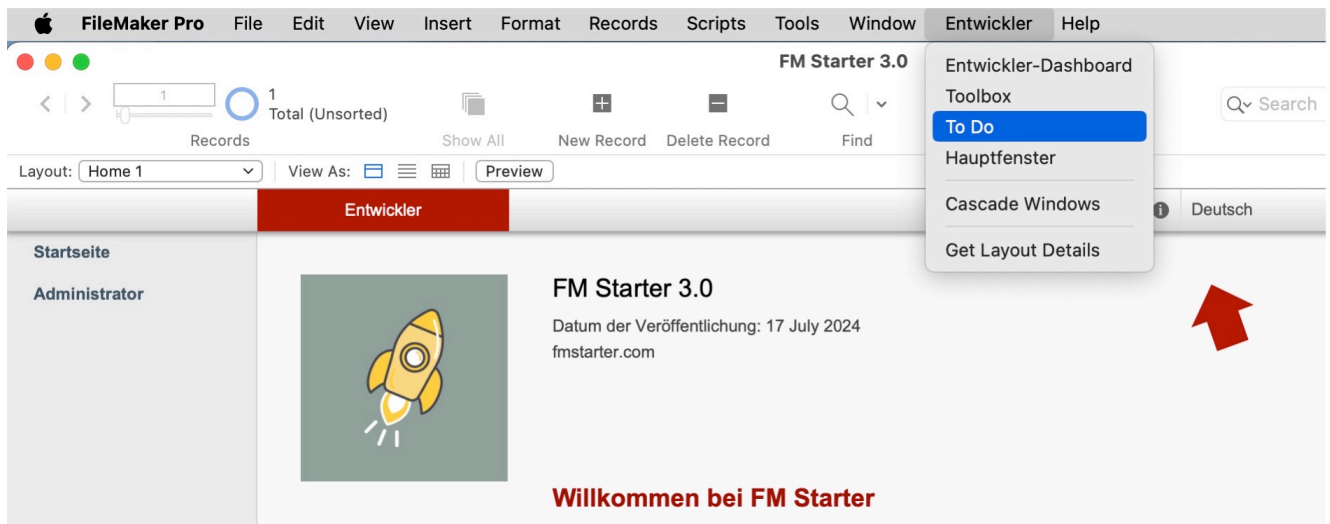 FileMaker Pro File Edit View Insert Format Records Scripts Tools Window Entwickler Help
FM Starter 3.0
Entwickler-Dashboard
Toolbox
To Do
Hauptfenster
Cascade Windows
Get Layout Details
1
1
Total (Unsorted)
Records
Show All
New Record
Delete Record
Find
Search
Layout: Home 1
View As:
Preview
Entwickler
Deutsch
Startseite
Administrator
FM Starter 3.0
Datum der Veröffentlichung: 17 July 2024
fmstarter.com
Willkommen bei FM Starter